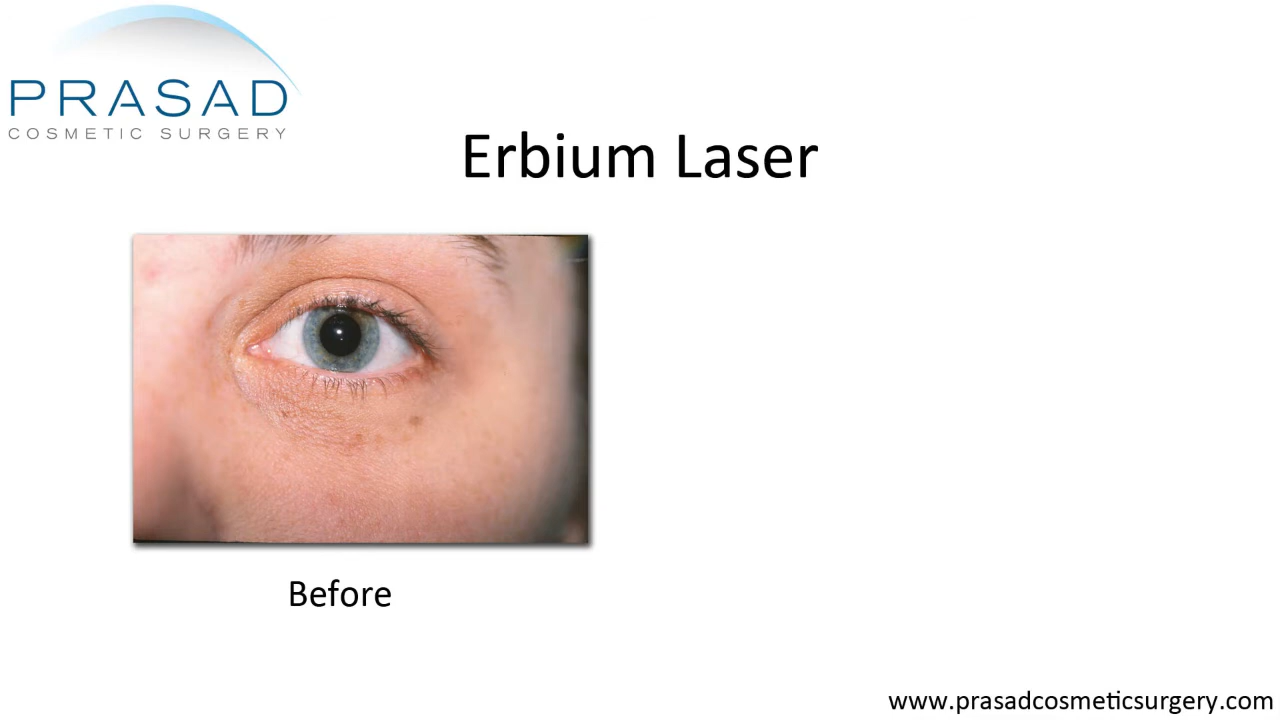 PRASAD
COSMETIC SURGERY
Erbium Laser
Before
www.prasadcosmeticsurgery.com